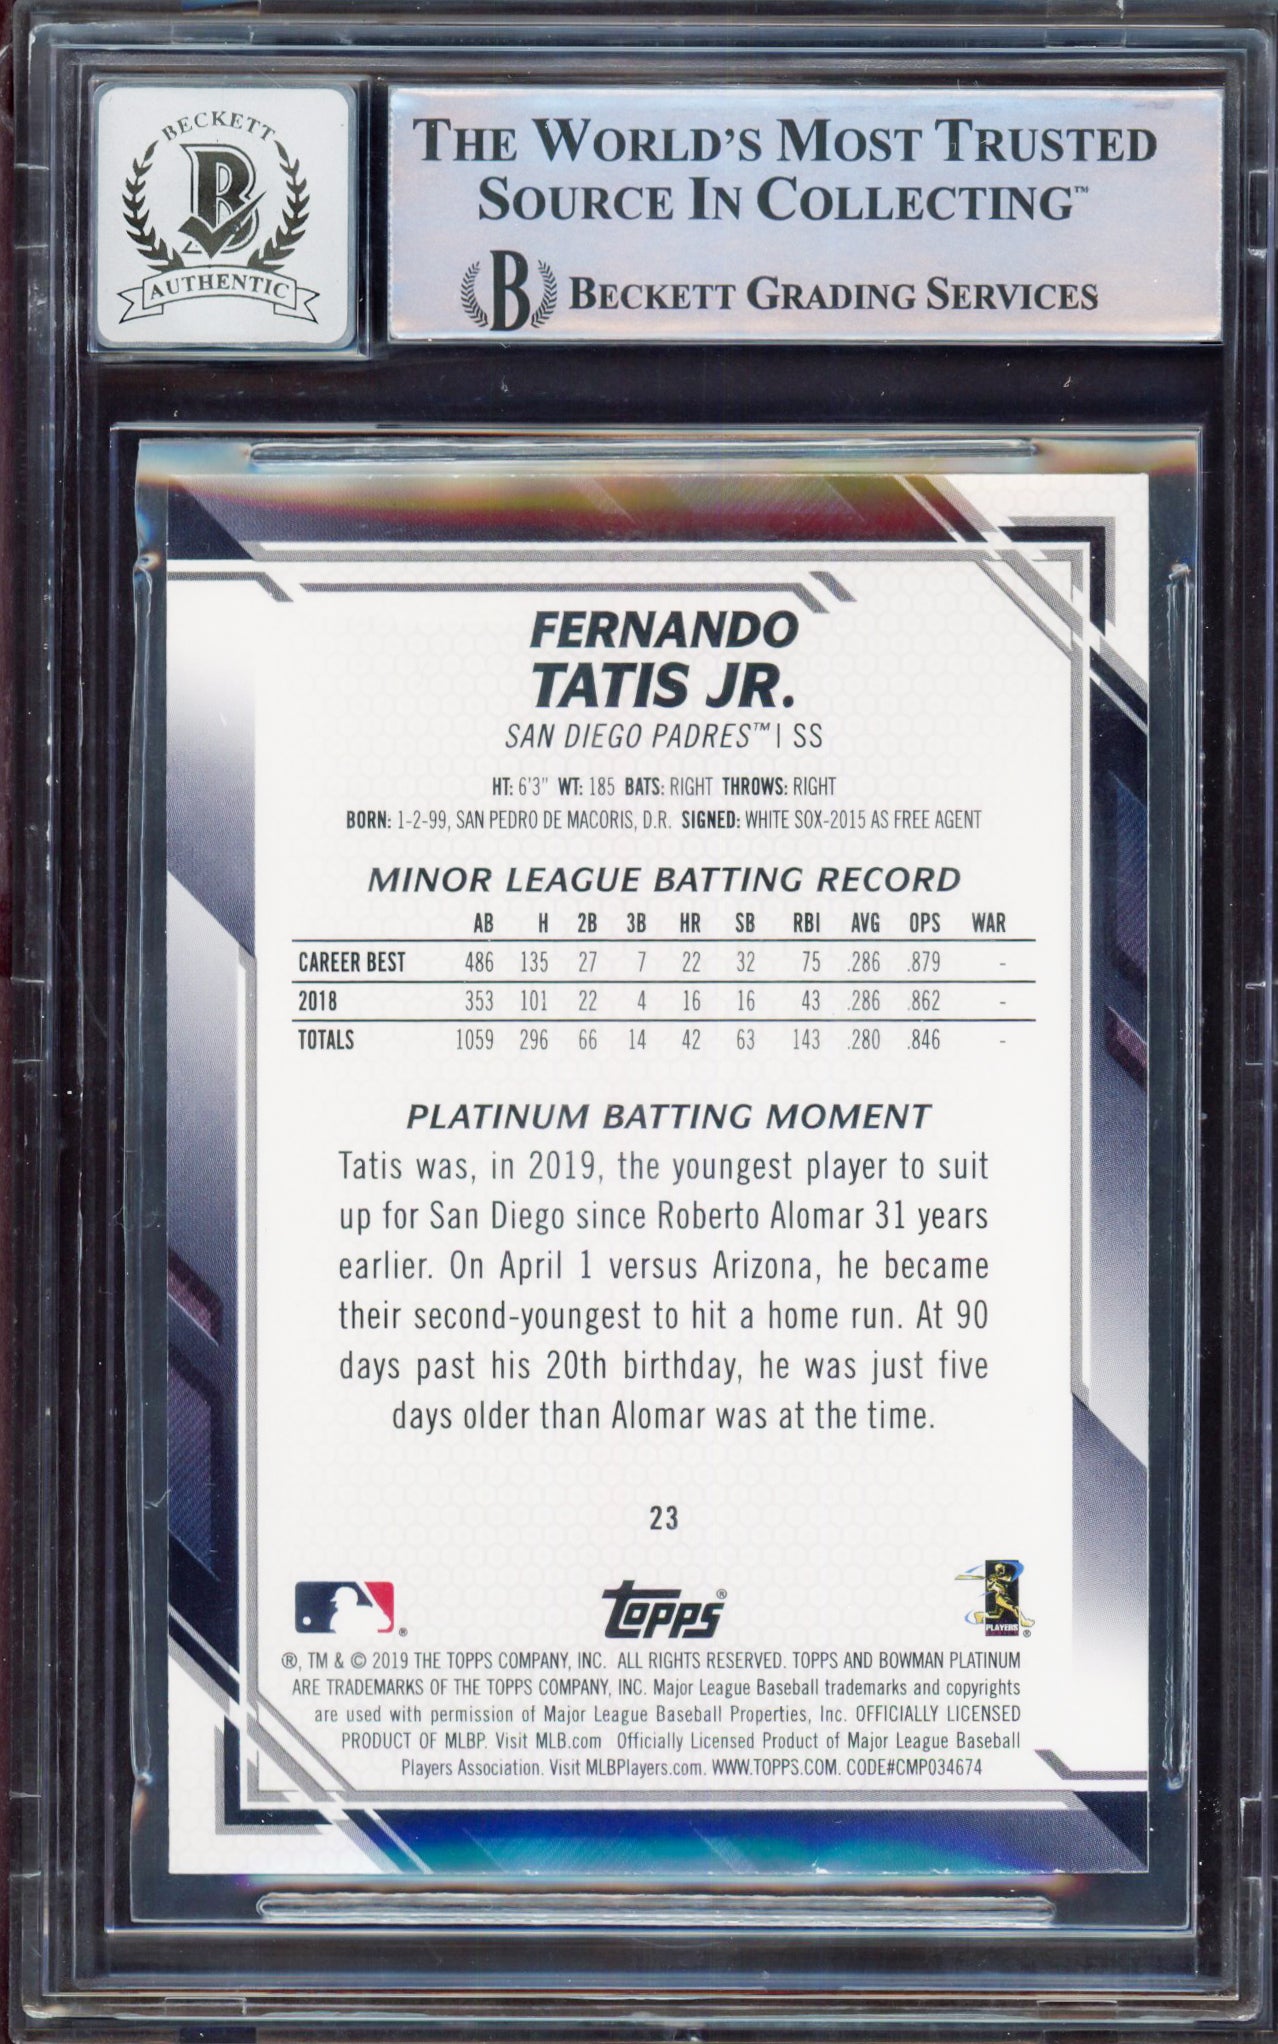 BECKETT
B
AUTHENTIC
THE WORLD'S MOST TRUSTED
SOURCE IN COLLECTING™
B BECKETT GRADING SERVICES
FERNANDO
TATIS JR.
SAN DIEGO PADRES™ | SS
HT: 6'3" WT: 185 BATS: RIGHT THROWS: RIGHT
BORN: 1-2-99, SAN PEDRO DE MACORIS, D.R. SIGNED: WHITE SOX-2015 AS FREE AGENT
MINOR LEAGUE BATTING RECORD
AB H 2B 3B HR SB RBI AVG OPS WAR
CAREER BEST 486 135 27 7 22 32 75 .286 .879 -
2018 353 101 22 4 16 16 43 .286 .862 -
TOTALS 1059 296 66 14 42 63 143 .280 .846 -
PLATINUM BATTING MOMENT
Tatis was, in 2019, the youngest player to suit
up for San Diego since Roberto Alomar 31 years
earlier. On April 1 versus Arizona, he became
their second-youngest to hit a home run. At 90
days past his 20th birthday, he was just five
days older than Alomar was at the time.
23
topps®
PLAYERS
®, TM & © 2019 THE TOPPS COMPANY, INC. ALL RIGHTS RESERVED. TOPPS AND BOWMAN PLATINUM
ARE TRADEMARKS OF THE TOPPS COMPANY, INC. Major League Baseball trademarks and copyrights
are used with permission of Major League Baseball Properties, Inc. OFFICIALLY LICENSED
PRODUCT OF MLBP. Visit MLB.com Officially Licensed Product of Major League Baseball
Players Association. Visit MLBPlayers.com. WWW.TOPPS.COM. CODE#CMP034674